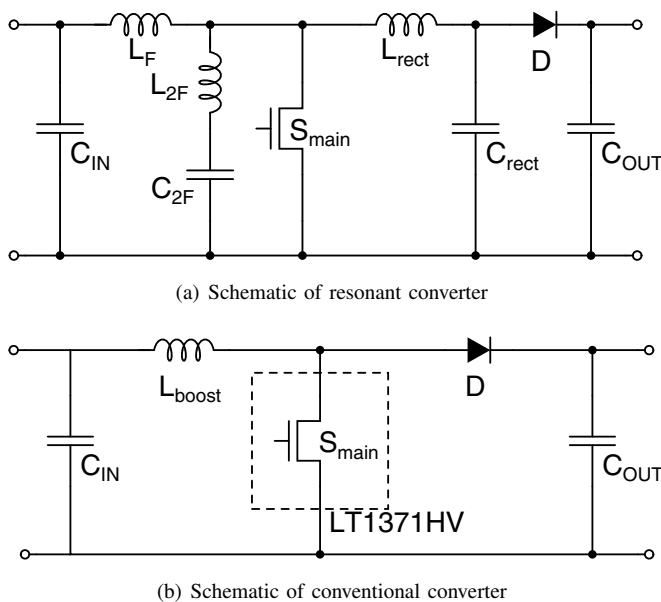 L_F
L_rect
D
L_2F
S_main
C_IN
C_2F
C_rect
C_OUT
(a) Schematic of resonant converter
L_boost
D
C_IN
S_main
C_OUT
LT1371HV
(b) Schematic of conventional converter